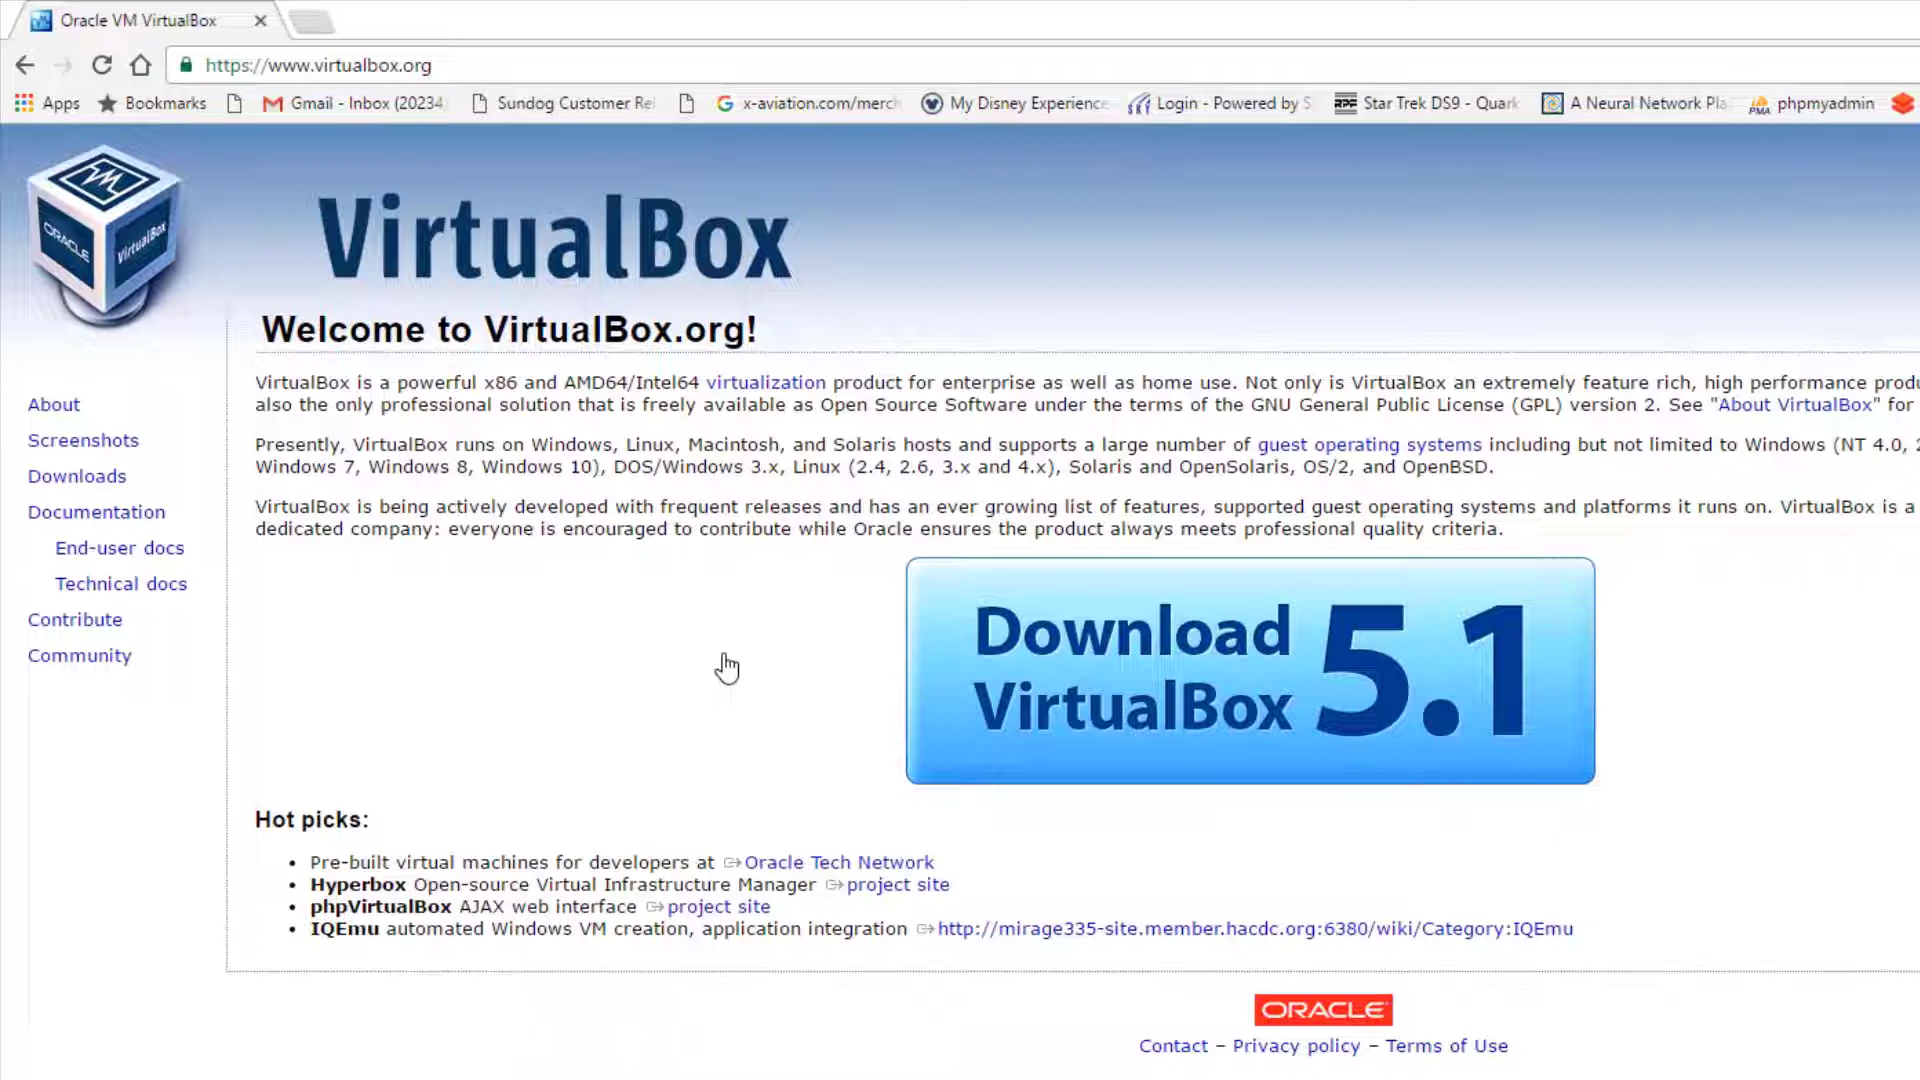 Oracle VM VirtualBox
https://www.virtualbox.org
Apps Bookmarks Gmail - Inbox (20234 Sundog Customer Rel x-aviation.com/merch My Disney Experience Login - Powered by S Star Trek DS9 - Quark A Neural Network Pla phpmyadmin
ORACLE VirtualBox
VirtualBox
Welcome to VirtualBox.org!
About
Screenshots
Downloads
Documentation
End-user docs
Technical docs
Contribute
Community
VirtualBox is a powerful x86 and AMD64/Intel64 virtualization product for enterprise as well as home use. Not only is VirtualBox an extremely feature rich, high performance produ
also the only professional solution that is freely available as Open Source Software under the terms of the GNU General Public License (GPL) version 2. See "About VirtualBox" for
Presently, VirtualBox runs on Windows, Linux, Macintosh, and Solaris hosts and supports a large number of guest operating systems including but not limited to Windows (NT 4.0, 2
Windows 7, Windows 8, Windows 10), DOS/Windows 3.x, Linux (2.4, 2.6, 3.x and 4.x), Solaris and OpenSolaris, OS/2, and OpenBSD.
VirtualBox is being actively developed with frequent releases and has an ever growing list of features, supported guest operating systems and platforms it runs on. VirtualBox is a
dedicated company: everyone is encouraged to contribute while Oracle ensures the product always meets professional quality criteria.
Download
VirtualBox 5.1
Hot picks:
• Pre-built virtual machines for developers at Oracle Tech Network
• Hyperbox Open-source Virtual Infrastructure Manager project site
• phpVirtualBox AJAX web interface project site
• IQEmu automated Windows VM creation, application integration http://mirage335-site.member.hacdc.org:6380/wiki/Category:IQEmu
ORACLE
Contact – Privacy policy – Terms of Use